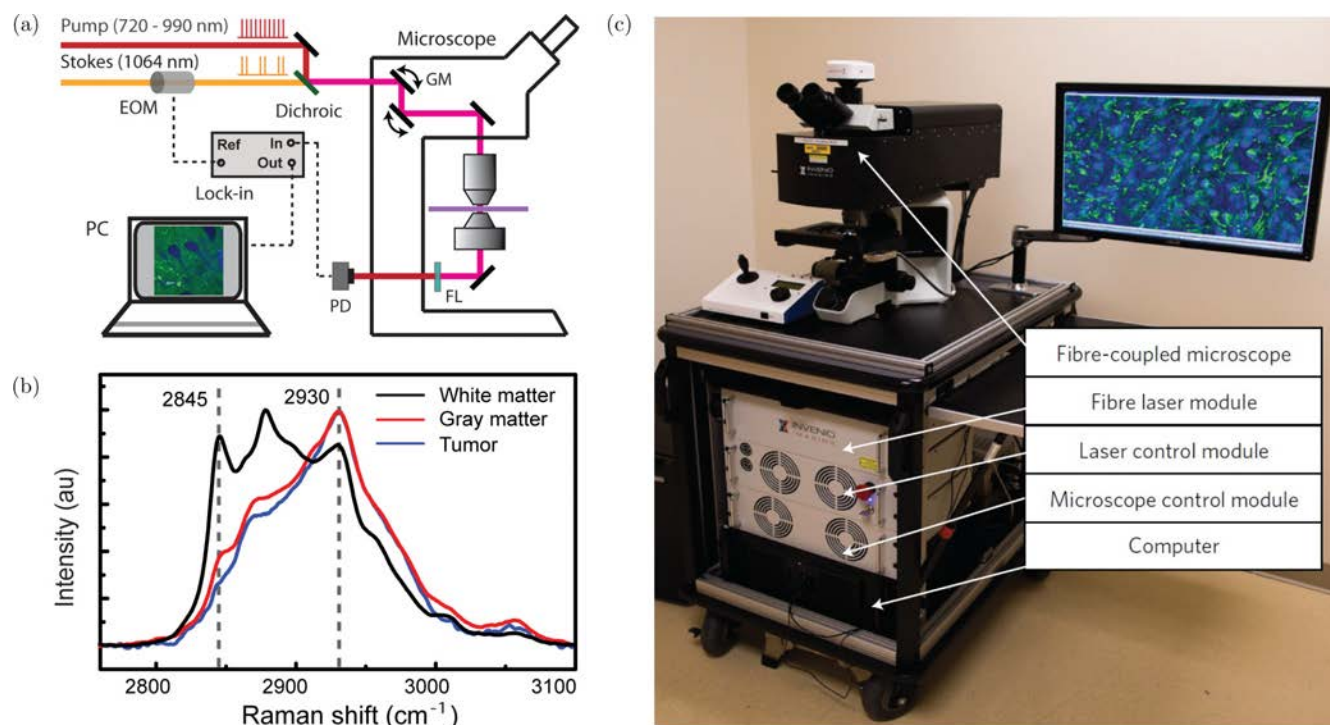 (a)
Pump (720 - 990 nm)
Stokes (1064 nm)
EOM
Dichroic
Microscope
GM
Ref
In
Out
Lock-in
PC
PD
FL
(b)
2845
2930
White matter
Gray matter
Tumor
Intensity (au)
2800
2900
3000
3100
Raman shift (cm⁻¹)
(c)
INVENIO
INVENIO
IMAGING
Fibre-coupled microscope
Fibre laser module
Laser control module
Microscope control module
Computer